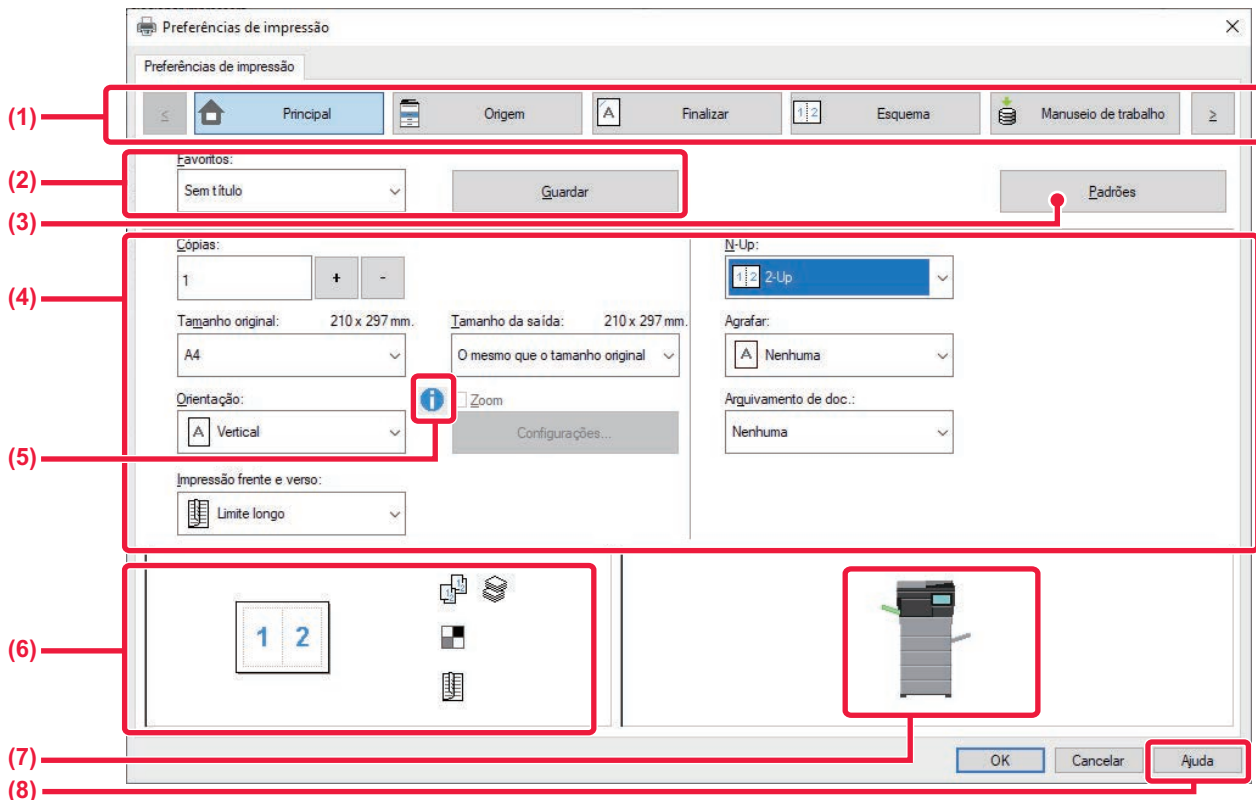 Preferências de impressão
Preferências de impressão
(1)
< Principal Origem Finalizar Esquema Manuseio de trabalho >
(2)
Favoritos:
Sem título Guardar Padrões
(3)
(4)
Cópias: N-Up:
1 + - 1 2 2-Up
Tamanho original: 210 x 297 mm. Tamanho da saída: 210 x 297 mm. Agrafar:
A4 O mesmo que o tamanho original A Nenhuma
Orientação: Zoom Arquivamento de doc.:
A Vertical Configurações... Nenhuma
(5)
Impressão frente e verso:
Limite longo
(6)
1 2
(7)
OK Cancelar Ajuda
(8)